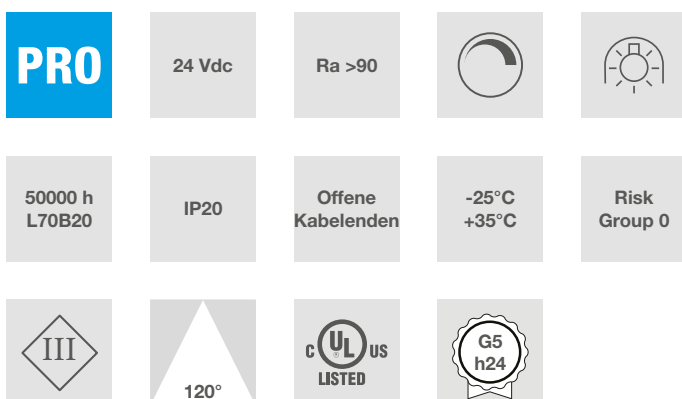 PRO
24 Vdc
Ra >90
50000 h
L70B20
IP20
Offene
Kabelenden
-25°C
+35°C
Risk
Group 0
III
120°
C UL US
®
LISTED
G5
h24